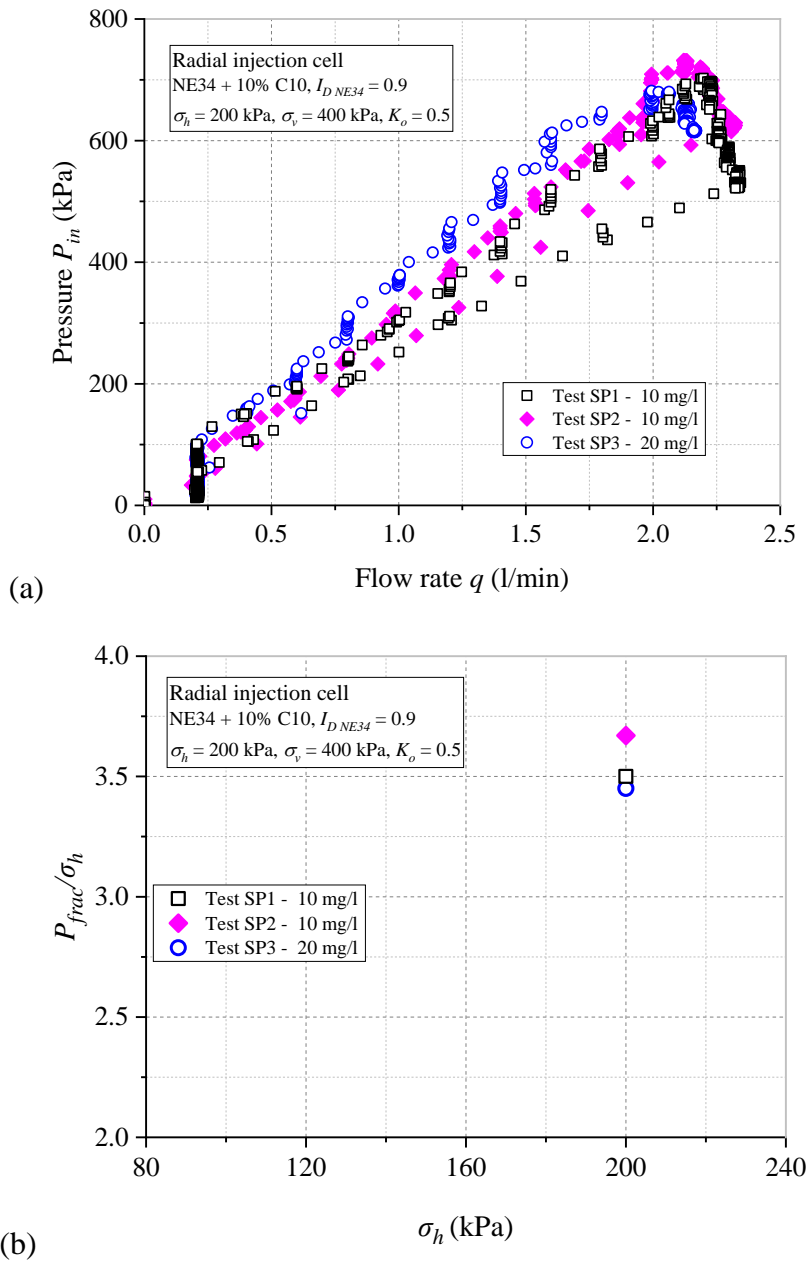 800
600
400
200
0
Pressure P_in (kPa)
Radial injection cell
NE34 + 10% C10, I_D NE34 = 0.9
σ_h = 200 kPa, σ_v = 400 kPa, K_o = 0.5
Test SP1 - 10 mg/l
Test SP2 - 10 mg/l
Test SP3 - 20 mg/l
0.0 0.5 1.0 1.5 2.0 2.5
Flow rate q (l/min)
(a)
4.0
3.5
3.0
2.5
2.0
P_frac/σ_h
Radial injection cell
NE34 + 10% C10, I_D NE34 = 0.9
σ_h = 200 kPa, σ_v = 400 kPa, K_o = 0.5
Test SP1 - 10 mg/l
Test SP2 - 10 mg/l
Test SP3 - 20 mg/l
80 120 160 200 240
σ_h (kPa)
(b)